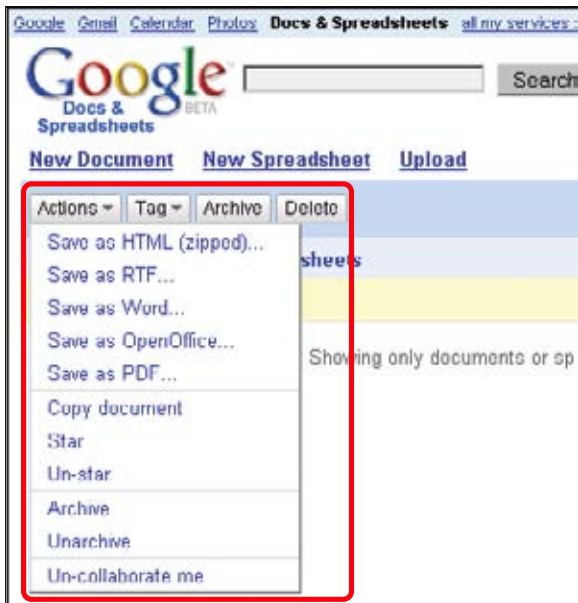 Google Gmail Calendar Photos Docs & Spreadsheets all my services
Google
Docs & Spreadsheets BETA
Search
New Document New Spreadsheet Upload
Actions Tag Archive Delete
Save as HTML (zipped)...
sheets
Save as RTF...
Save as Word...
Save as OpenOffice...
Showing only documents or sp
Save as PDF...
Copy document
Star
Un-star
Archive
Unarchive
Un-collaborate me